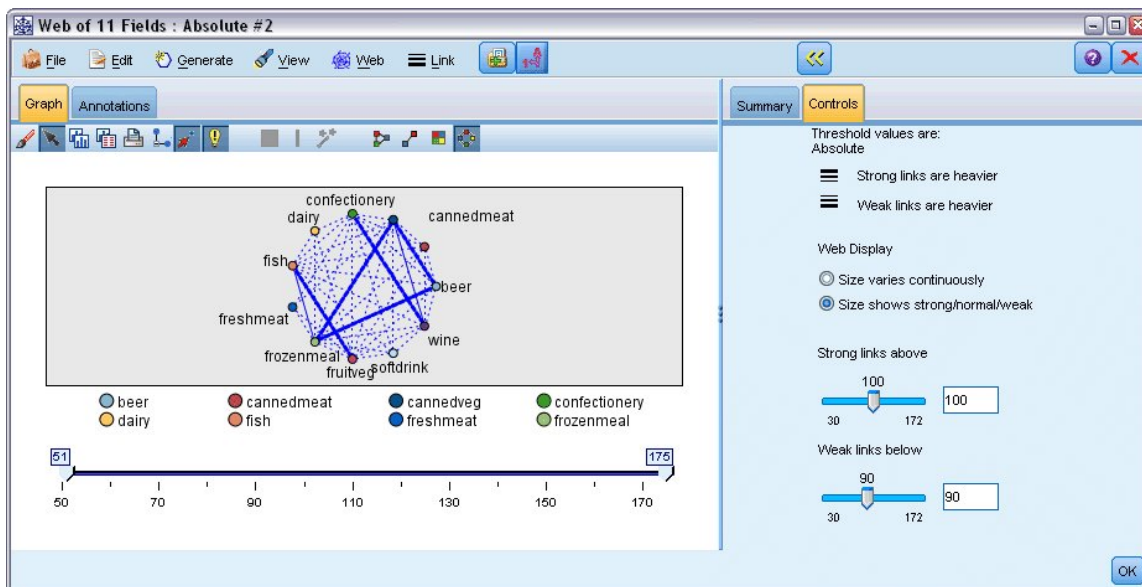 Web of 11 Fields : Absolute #2
File Edit Generate View Web Link
Graph Annotations
confectionery
dairy cannedmeat
fish
beer
freshmeat
wine
frozenmeal
fruitveg softdrink
beer cannedmeat cannedveg confectionery
dairy fish freshmeat frozenmeal
51 175
50 70 90 110 130 150 170
Summary Controls
Threshold values are:
Absolute
Strong links are heavier
Weak links are heavier
Web Display
Size varies continuously
Size shows strong/normal/weak
Strong links above
100
100
30 172
Weak links below
90
90
30 172
OK